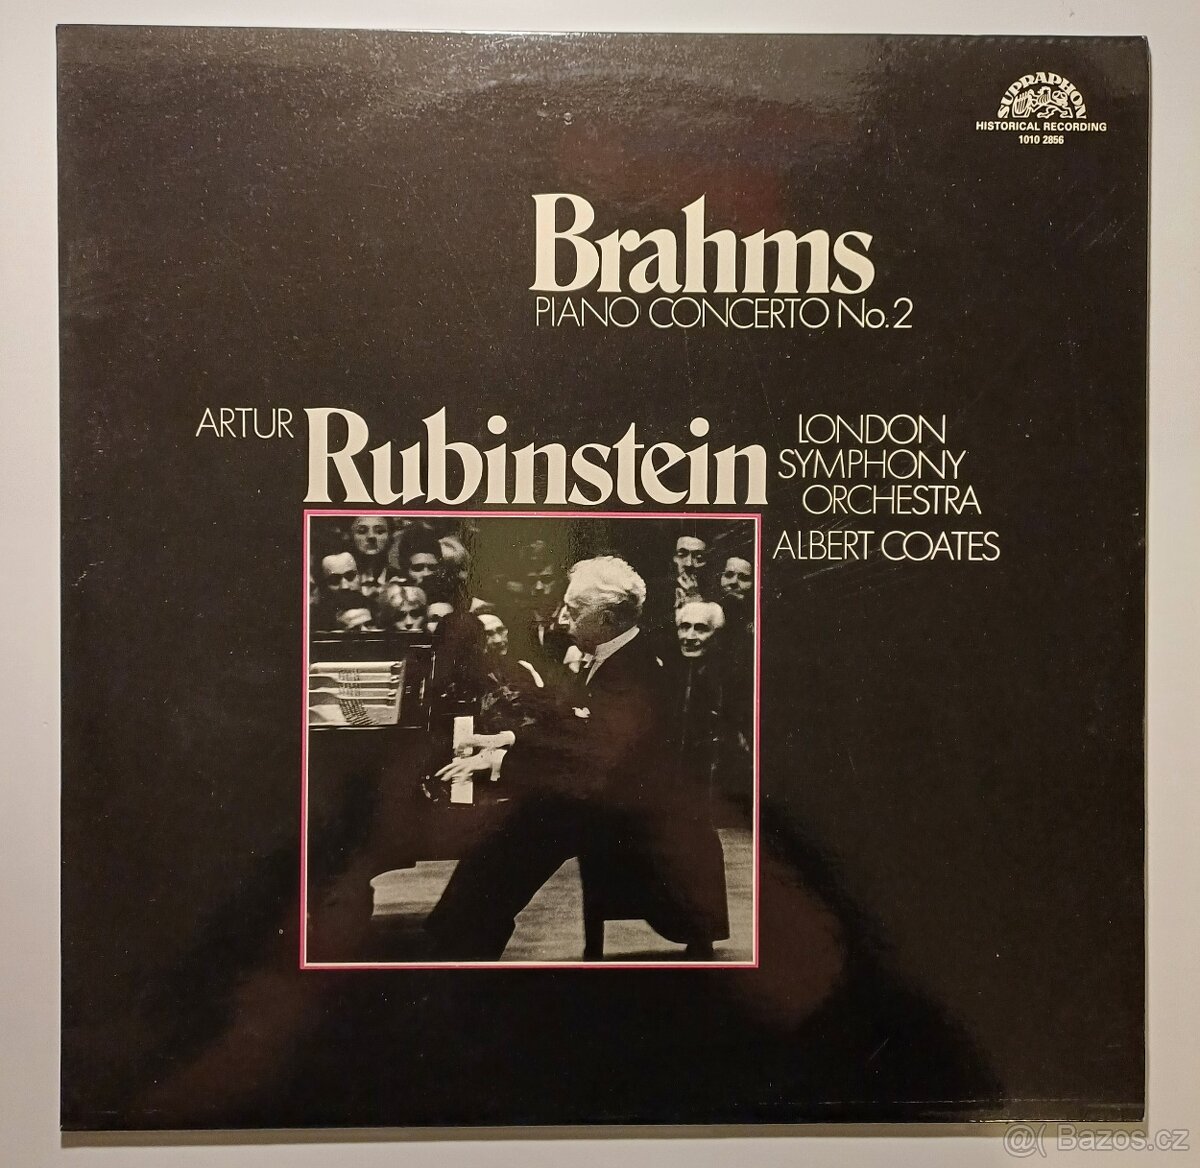 SUPRAPHON
HISTORICAL RECORDING
1010 2856
Brahms
PIANO CONCERTO No. 2
ARTUR Rubinstein
LONDON
SYMPHONY
ORCHESTRA
ALBERT COATES
@( Bazos.cz